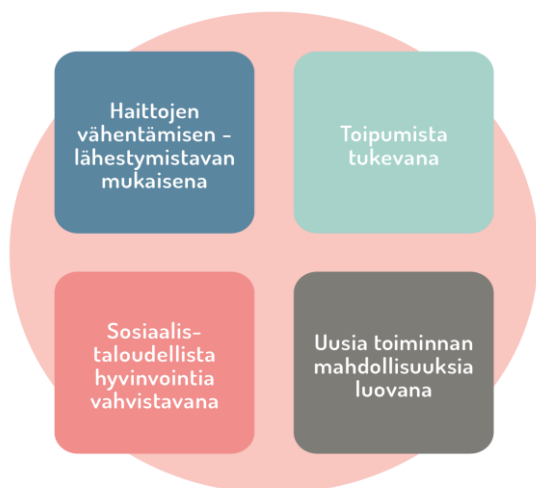 Haittojen
vähentämisen –
lähestymistavan
mukaisena
Toipumista
tukevana
Sosiaalis-
taloudellista
hyvinvointia
vahvistavana
Uusia toiminnan
mahdollisuuksia
luovana